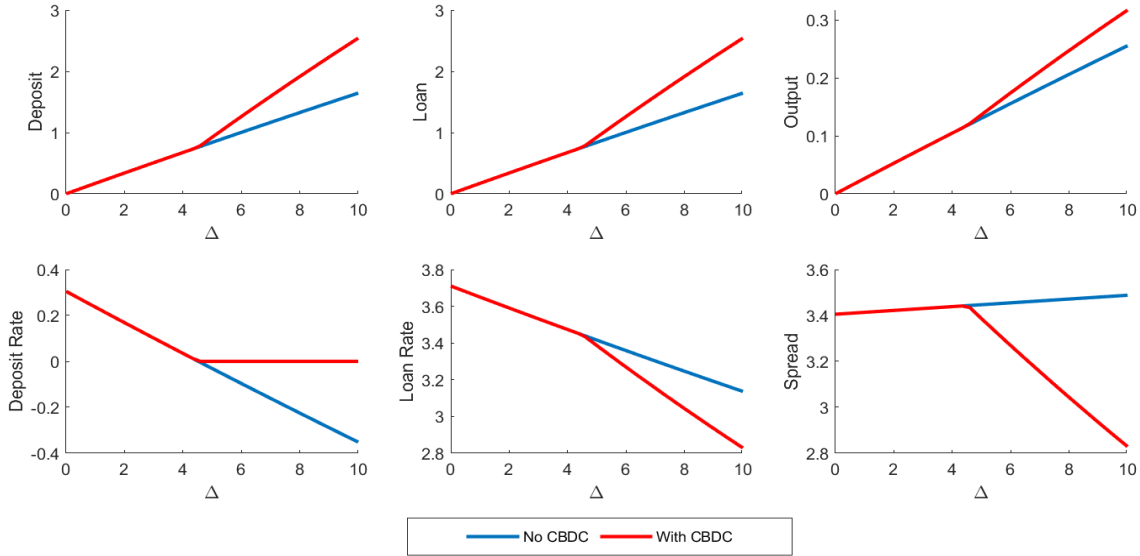 3
2
1
0
Deposit
0 2 4 6 8 10
Δ
3
2
1
0
Loan
0 2 4 6 8 10
Δ
0.3
0.2
0.1
0
Output
0 2 4 6 8 10
Δ
0.4
0.2
0
-0.2
-0.4
Deposit Rate
0 2 4 6 8 10
Δ
3.8
3.6
3.4
3.2
3
2.8
Loan Rate
0 2 4 6 8 10
Δ
3.6
3.4
3.2
3
2.8
Spread
0 2 4 6 8 10
Δ
No CBDC With CBDC